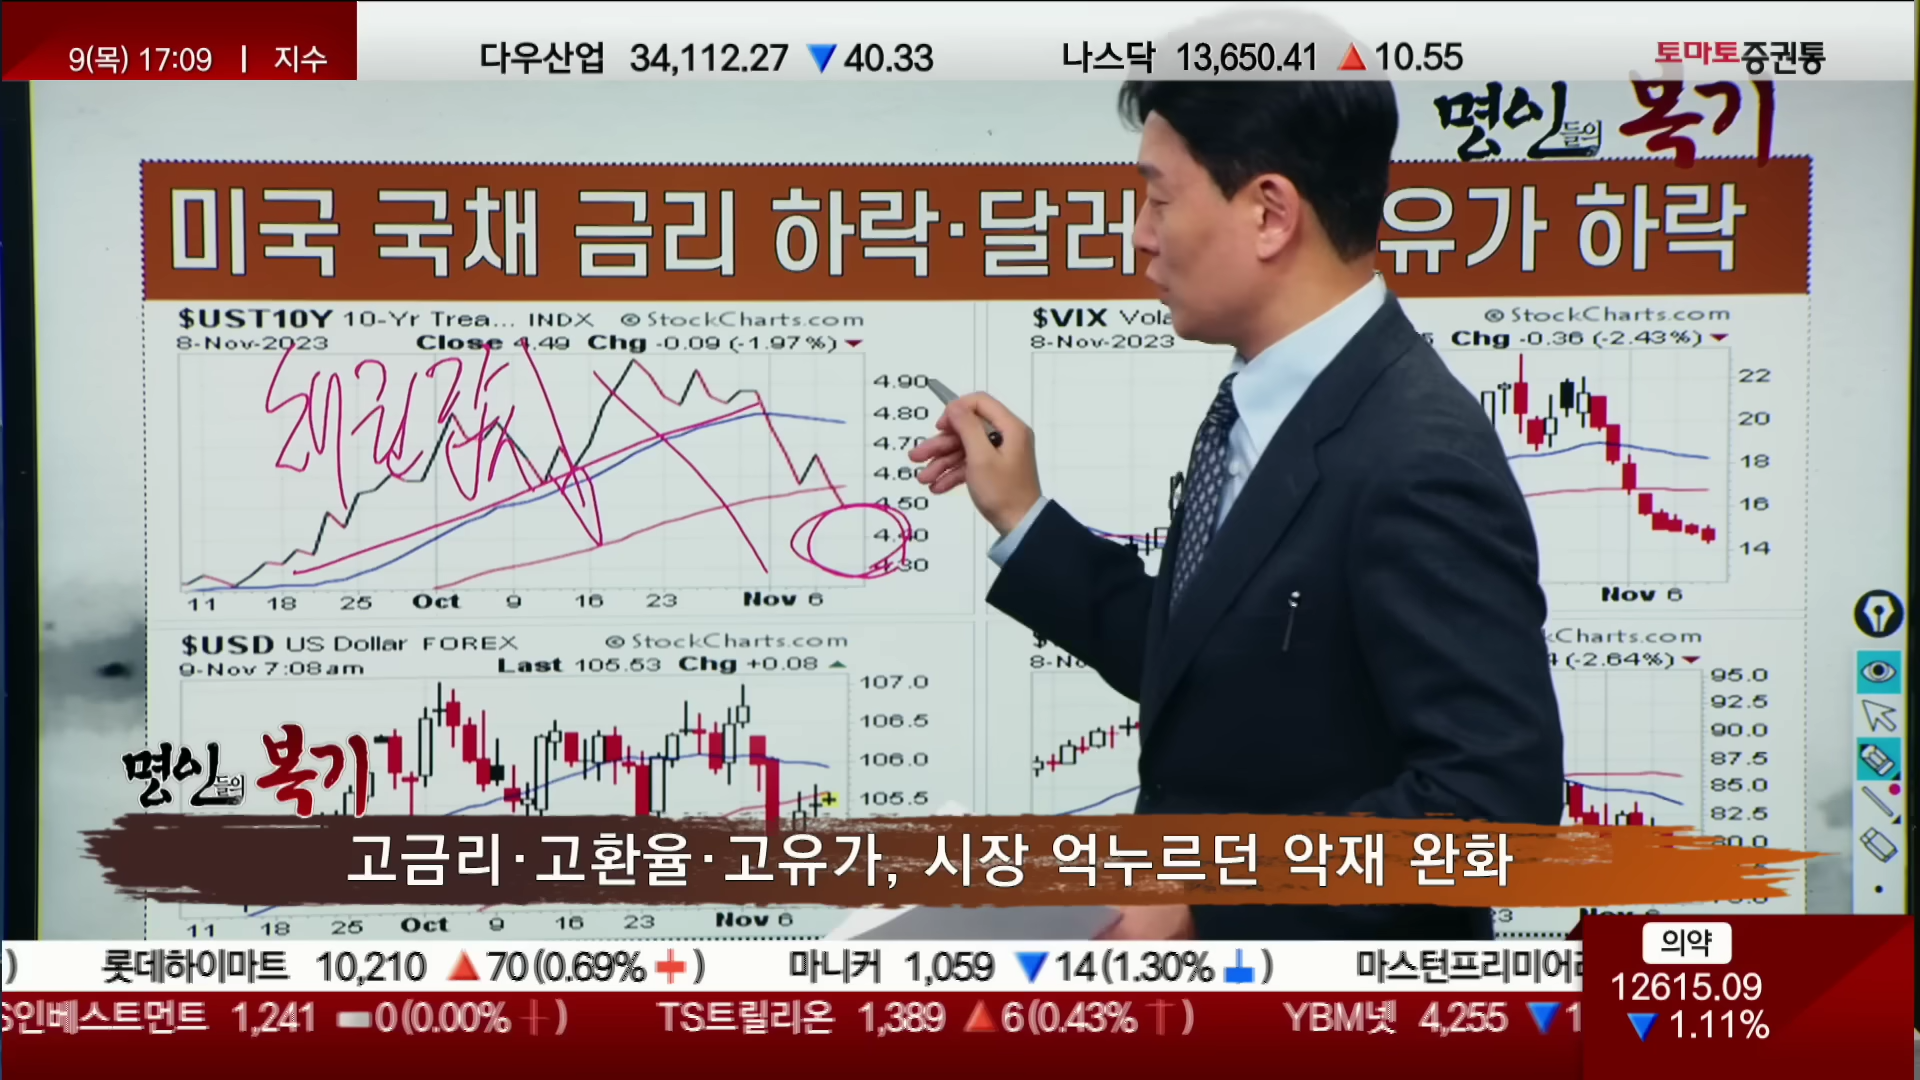 9(목) 17:09 | 지수
다우산업 34,112.27 ▼ 40.33
나스닥 13,650.41 ▲ 10.55
토마토증권통
명인들의 복기
미국 국채 금리 하락·달러 유가 하락
$UST10Y 10-Yr Trea... INDX © StockCharts.com
8-Nov-2023 Close 4.49 Chg -0.09 (-1.97%)
4.90
4.80
4.70
4.60
4.50
4.40
4.30
11 18 25 Oct 9 16 23 Nov 6
$VIX © StockCharts.com
8-Nov-2023 Chg -0.36 (-2.43%)
22
20
18
16
14
Nov 6
$USD US Dollar FOREX © StockCharts.com
9-Nov 7:08am Last 105.53 Chg +0.08
107.0
106.5
106.0
105.5
11 18 25 Oct 9 16 23 Nov 6
(-2.64%)
95.0
92.5
90.0
87.5
85.0
82.5
명인들의 복기
고금리·고환율·고유가, 시장 억누르던 악재 완화
) 롯데하이마트 10,210 ▲ 70(0.69% ) 마니커 1,059 ▼ 14(1.30% ) 마스턴프리미어
인베스트먼트 1,241 0(0.00% ) TS트릴리온 1,389 ▲ 6(0.43% ) YBM넷 4,255 ▼ 1
의약
12615.09
▼ 1.11%